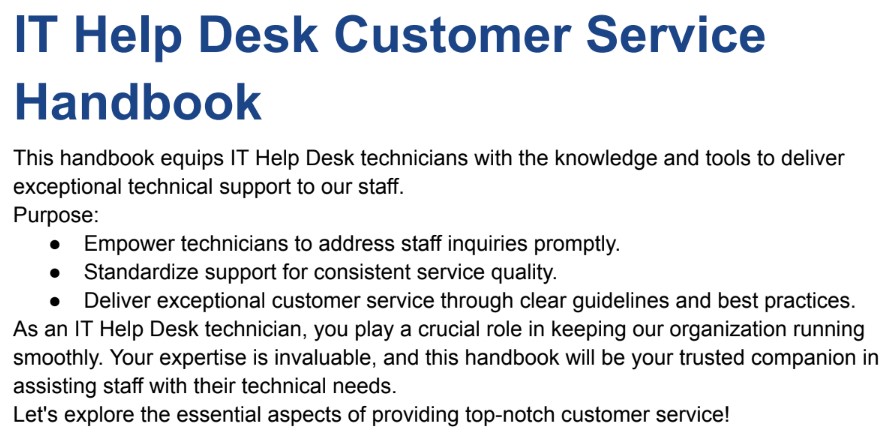 IT Help Desk Customer Service
Handbook
This handbook equips IT Help Desk technicians with the knowledge and tools to deliver
exceptional technical support to our staff.
Purpose:
● Empower technicians to address staff inquiries promptly.
● Standardize support for consistent service quality.
● Deliver exceptional customer service through clear guidelines and best practices.
As an IT Help Desk technician, you play a crucial role in keeping our organization running
smoothly. Your expertise is invaluable, and this handbook will be your trusted companion in
assisting staff with their technical needs.
Let's explore the essential aspects of providing top-notch customer service!